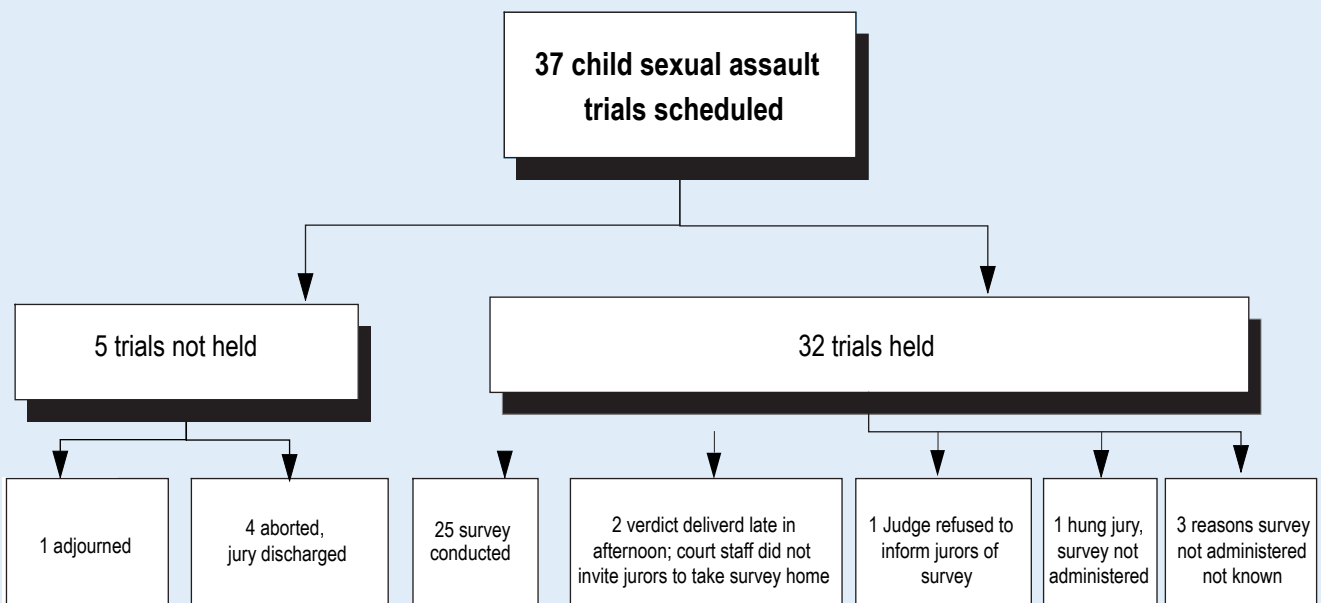 37 child sexual assault
trials scheduled
5 trials not held
32 trials held
1 adjourned
4 aborted,
jury discharged
25 survey
conducted
2 verdict deliverd late in
afternoon; court staff did not
invite jurors to take survey home
1 Judge refused to
inform jurors of
survey
1 hung jury,
survey not
administered
3 reasons survey
not administered
not known